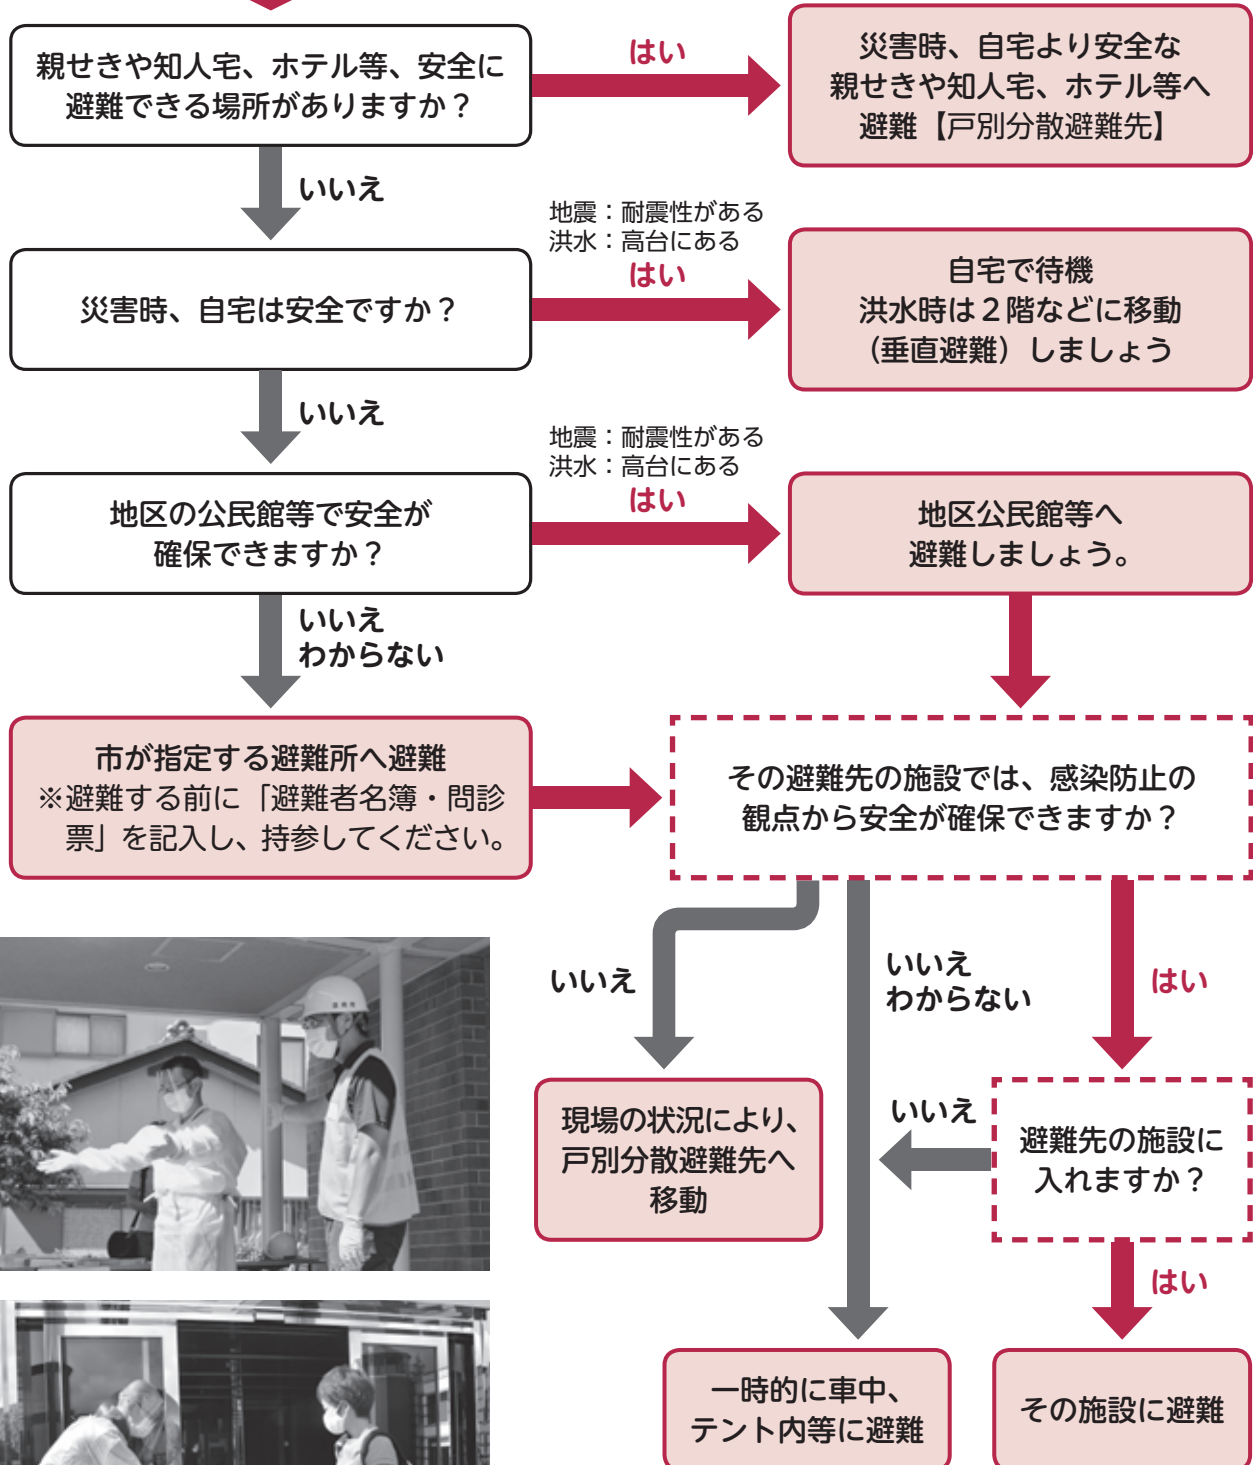 親せきや知人宅、ホテル等、安全に
避難できる場所がありますか？
はい
災害時、自宅より安全な
親せきや知人宅、ホテル等へ
避難【戸別分散避難先】
いいえ
地震：耐震性がある
洪水：高台にある
はい
災害時、自宅は安全ですか？
自宅で待機
洪水時は２階などに移動
（垂直避難）しましょう
いいえ
地震：耐震性がある
洪水：高台にある
はい
地区の公民館等で安全が
確保できますか？
地区公民館等へ
避難しましょう。
いいえ
わからない
市が指定する避難所へ避難
※避難する前に「避難者名簿・問診
票」を記入し、持参してください。
その避難先の施設では、感染防止の
観点から安全が確保できますか？
いいえ
いいえ
わからない
はい
現場の状況により、
戸別分散避難先へ
移動
いいえ
避難先の施設に
入れますか？
はい
一時的に車中、
テント内等に避難
その施設に避難